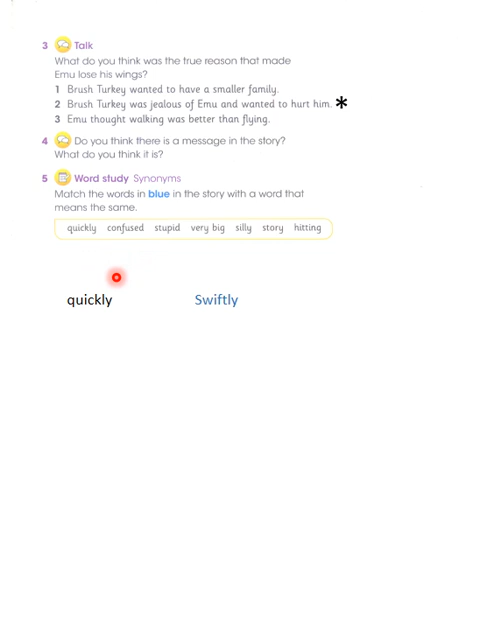 3 Talk
What do you think was the true reason that made
Emu lose his wings?
1 Brush Turkey wanted to have a smaller family.
2 Brush Turkey was jealous of Emu and wanted to hurt him. *
3 Emu thought walking was better than flying.
4 Do you think there is a message in the story?
What do you think it is?
5 Word study Synonyms
Match the words in blue in the story with a word that
means the same.
quickly confused stupid very big silly story hitting
quickly Swiftly